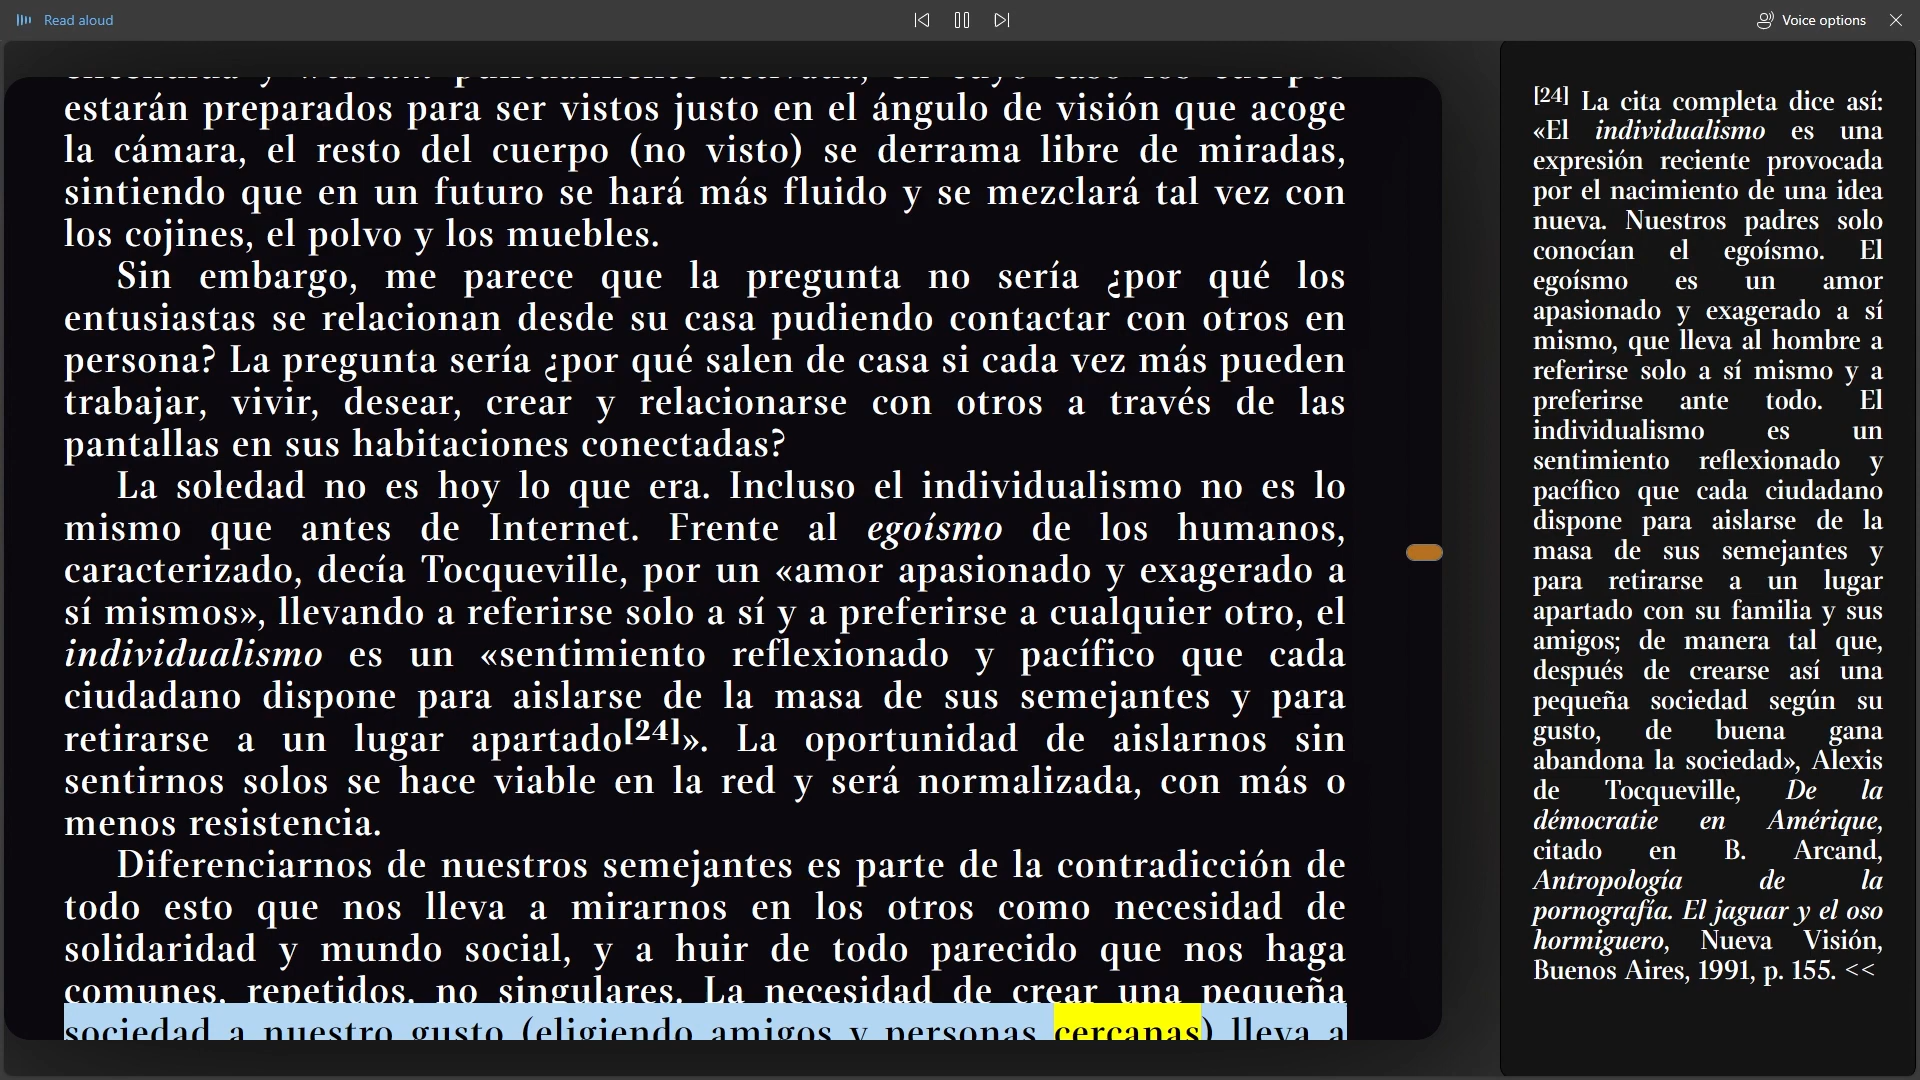 Read aloud
Voice options
estarán preparados para ser vistos justo en el ángulo de visión que acoge
la cámara, el resto del cuerpo (no visto) se derrama libre de miradas,
sintiendo que en un futuro se hará más fluido y se mezclará tal vez con
los cojines, el polvo y los muebles.
Sin embargo, me parece que la pregunta no sería ¿por qué los
entusiastas se relacionan desde su casa pudiendo contactar con otros en
persona? La pregunta sería ¿por qué salen de casa si cada vez más pueden
trabajar, vivir, desear, crear y relacionarse con otros a través de las
pantallas en sus habitaciones conectadas?
La soledad no es hoy lo que era. Incluso el individualismo no es lo
mismo que antes de Internet. Frente al egoísmo de los humanos,
caracterizado, decía Tocqueville, por un «amor apasionado y exagerado a
sí mismos», llevando a referirse solo a sí y a preferirse a cualquier otro, el
individualismo es un «sentimiento reflexionado y pacífico que cada
ciudadano dispone para aislarse de la masa de sus semejantes y para
retirarse a un lugar apartado[24]». La oportunidad de aislarnos sin
sentirnos solos se hace viable en la red y será normalizada, con más o
menos resistencia.
Diferenciarnos de nuestros semejantes es parte de la contradicción de
todo esto que nos lleva a mirarnos en los otros como necesidad de
solidaridad y mundo social, y a huir de todo parecido que nos haga
comunes, repetidos, no singulares. La necesidad de crear una pequeña
sociedad a nuestro gusto (eligiendo amigos y personas cercanas) lleva a
[24] La cita completa dice así:
«El individualismo es una
expresión reciente provocada
por el nacimiento de una idea
nueva. Nuestros padres solo
conocían el egoísmo. El
egoísmo es un amor
apasionado y exagerado a sí
mismo, que lleva al hombre a
referirse solo a sí mismo y a
preferirse ante todo. El
individualismo es un
sentimiento reflexionado y
pacífico que cada ciudadano
dispone para aislarse de la
masa de sus semejantes y
para retirarse a un lugar
apartado con su familia y sus
amigos; de manera tal que,
después de crearse así una
pequeña sociedad según su
gusto, de buena gana
abandona la sociedad», Alexis
de Tocqueville, De la
démocratie en Amérique,
citado en B. Arcand,
Antropología de la
pornografía. El jaguar y el oso
hormiguero, Nueva Visión,
Buenos Aires, 1991, p. 155. <<